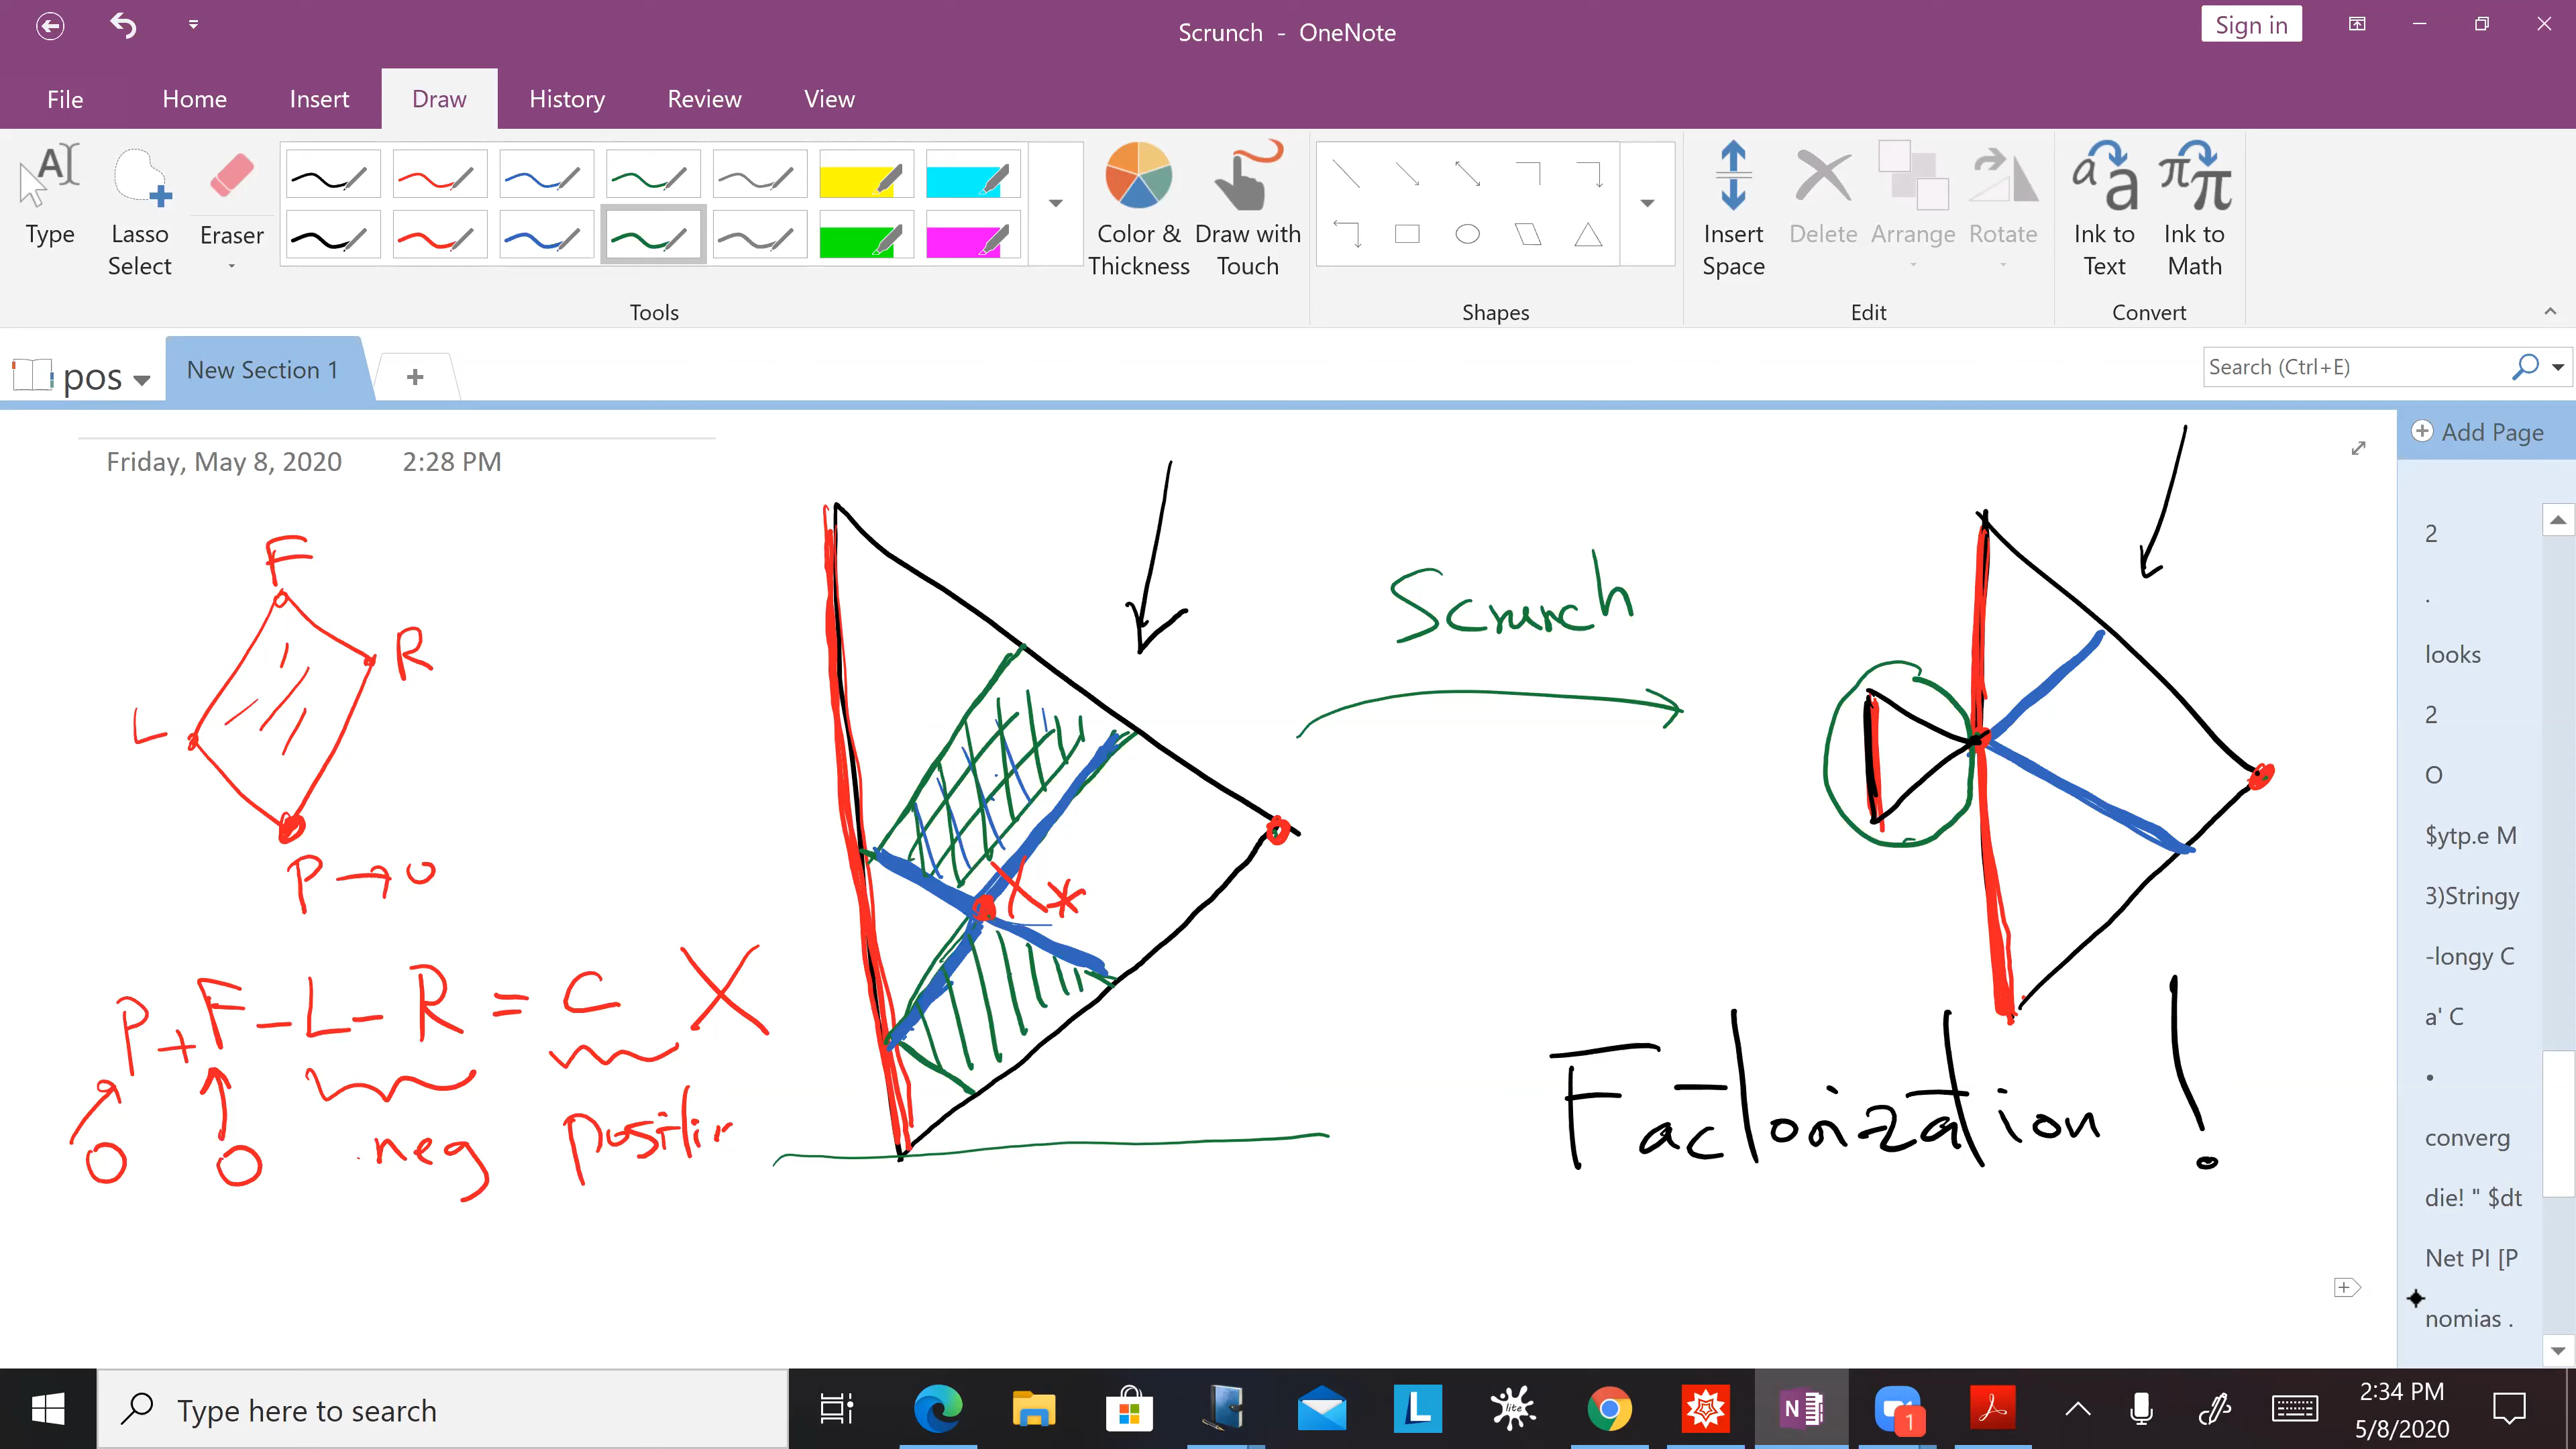 Scrunch - OneNote
Sign in
File Home Insert Draw History Review View
Type
Lasso Select
Eraser
Color & Thickness
Draw with Touch
Insert Space
Delete
Arrange
Rotate
Ink to Text
Ink to Math
Tools
Shapes
Edit
Convert
pos
New Section 1
+
Search (Ctrl+E)
Friday, May 8, 2020 2:28 PM
F
R
L
P → 0
P + F - L - R = c X
0 0 neg
X*
Scrunch
Factorization !
Add Page
2
.
looks
2
O
$ytp.e M
3)Stringy
-longy C
a' C
•
converg
die! " $dt
Net PI [P
nomias .
Type here to search
L
lite
N
1
2:34 PM
5/8/2020